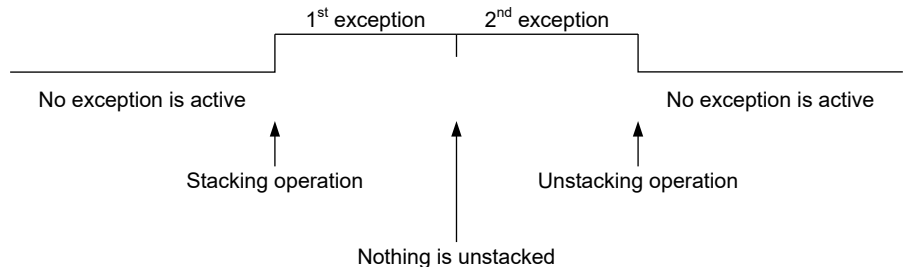 1st exception
2nd exception
No exception is active
No exception is active
Stacking operation
Unstacking operation
Nothing is unstacked